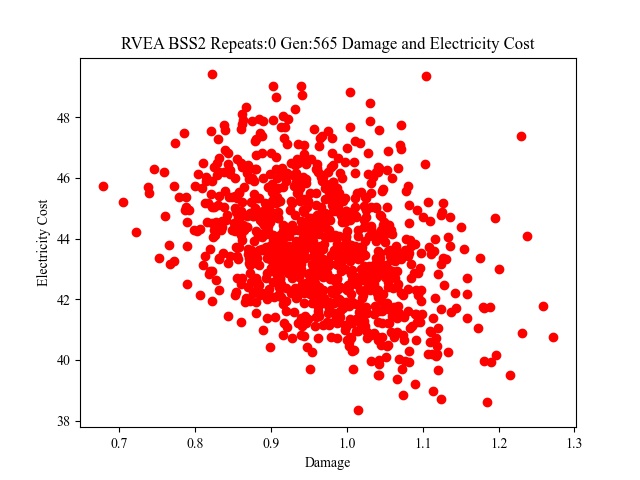 RVEA BSS2 Repeats:0 Gen:565 Damage and Electricity Cost
Electricity Cost
48
46
44
42
40
38
0.7 0.8 0.9 1.0 1.1 1.2 1.3
Damage